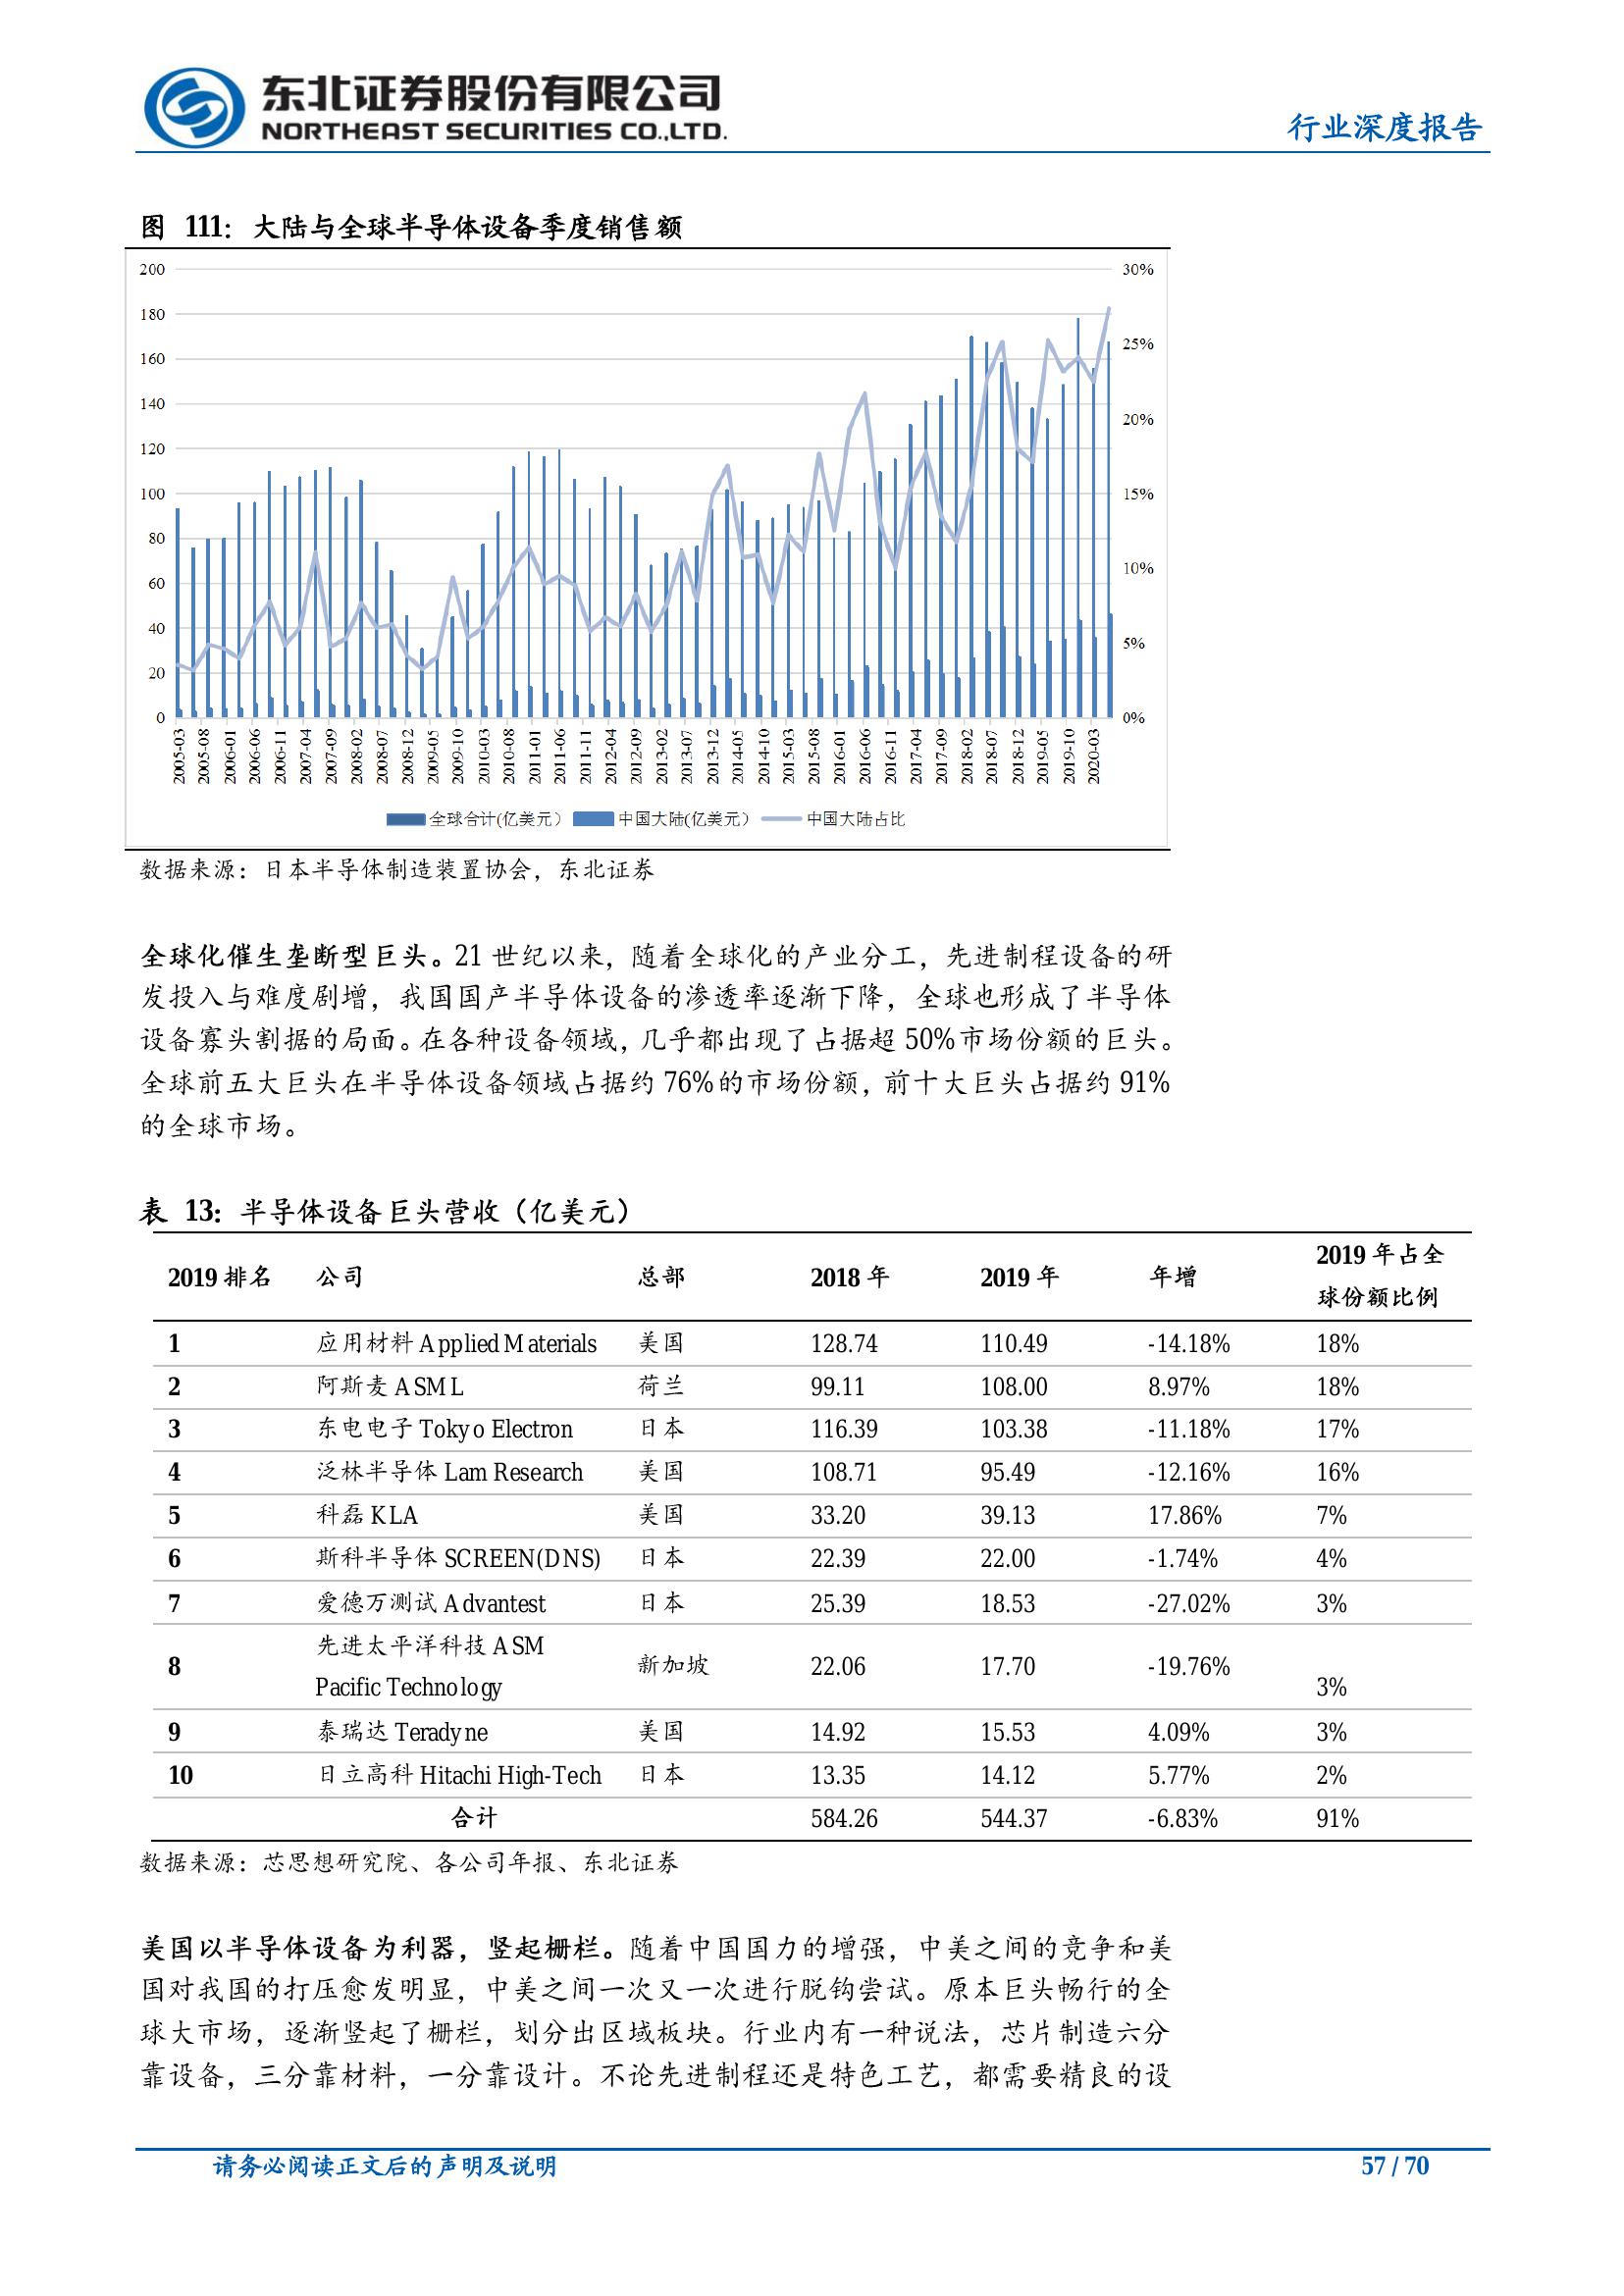 东北证券股份有限公司
NORTHEAST SECURITIES CO.,LTD.
行业深度报告
图 111：大陆与全球半导体设备季度销售额
200 30%
180
25%
160
140
20%
120
100 15%
80
10%
60
40
5%
20
0 0%
2005-03 2005-08 2006-01 2006-06 2006-11 2007-04 2007-09 2008-02 2008-07 2008-12 2009-05 2009-10 2010-03 2010-08 2011-01 2011-06 2011-11 2012-04 2012-09 2013-02 2013-07 2013-12 2014-05 2014-10 2015-03 2015-08 2016-01 2016-06 2016-11 2017-04 2017-09 2018-02 2018-07 2018-12 2019-05 2019-10 2020-03
全球合计(亿美元） 中国大陆(亿美元） 中国大陆占比
数据来源：日本半导体制造装置协会，东北证券
全球化催生垄断型巨头。21 世纪以来，随着全球化的产业分工，先进制程设备的研
发投入与难度剧增，我国国产半导体设备的渗透率逐渐下降，全球也形成了半导体
设备寡头割据的局面。在各种设备领域，几乎都出现了占据超 50%市场份额的巨头。
全球前五大巨头在半导体设备领域占据约 76%的市场份额，前十大巨头占据约 91%
的全球市场。
表 13：半导体设备巨头营收（亿美元）
2019 排名 公司 总部 2018 年 2019 年 年增 2019 年占全
球份额比例
1 应用材料 Applied Materials 美国 128.74 110.49 -14.18% 18%
2 阿斯麦 ASML 荷兰 99.11 108.00 8.97% 18%
3 东电电子 Tokyo Electron 日本 116.39 103.38 -11.18% 17%
4 泛林半导体 Lam Research 美国 108.71 95.49 -12.16% 16%
5 科磊 KLA 美国 33.20 39.13 17.86% 7%
6 斯科半导体 SCREEN(DNS) 日本 22.39 22.00 -1.74% 4%
7 爱德万测试 Advantest 日本 25.39 18.53 -27.02% 3%
8 先进太平洋科技 ASM 新加坡 22.06 17.70 -19.76% 3%
Pacific Technology
9 泰瑞达 Teradyne 美国 14.92 15.53 4.09% 3%
10 日立高科 Hitachi High-Tech 日本 13.35 14.12 5.77% 2%
合计 584.26 544.37 -6.83% 91%
数据来源：芯思想研究院、各公司年报、东北证券
美国以半导体设备为利器，竖起栅栏。随着中国国力的增强，中美之间的竞争和美
国对我国的打压愈发明显，中美之间一次又一次进行脱钩尝试。原本巨头畅行的全
球大市场，逐渐竖起了栅栏，划分出区域板块。行业内有一种说法，芯片制造六分
靠设备，三分靠材料，一分靠设计。不论先进制程还是特色工艺，都需要精良的设
请务必阅读正文后的声明及说明
57 / 70